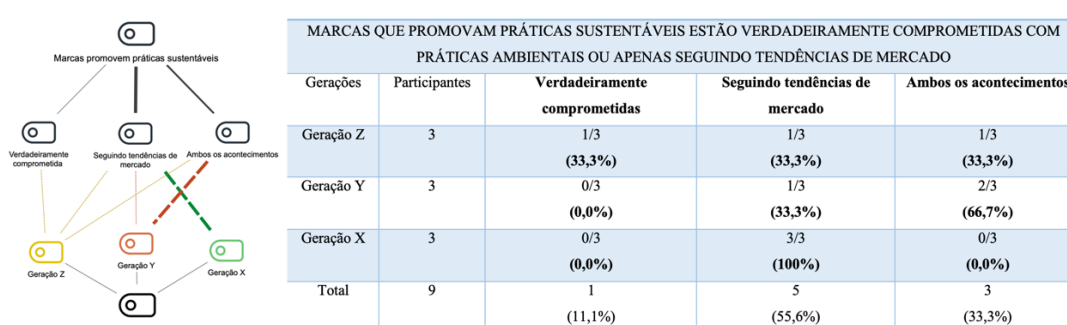 Marcas promovem práticas sustentáveis
Verdadeiramente
comprometida
Seguindo tendências de
mercado
Ambos os acontecimentos
Geração Z
Geração Y
Geração X
MARCAS QUE PROMOVAM PRÁTICAS SUSTENTÁVEIS ESTÃO VERDADEIRAMENTE COMPROMETIDAS COM
PRÁTICAS AMBIENTAIS OU APENAS SEGUINDO TENDÊNCIAS DE MERCADO
Gerações Participantes Verdadeiramente comprometidas Seguindo tendências de mercado Ambos os acontecimentos
Geração Z 3 1/3 1/3 1/3
(33,3%) (33,3%) (33,3%)
Geração Y 3 0/3 1/3 2/3
(0,0%) (33,3%) (66,7%)
Geração X 3 0/3 3/3 0/3
(0,0%) (100%) (0,0%)
Total 9 1 5 3
(11,1%) (55,6%) (33,3%)